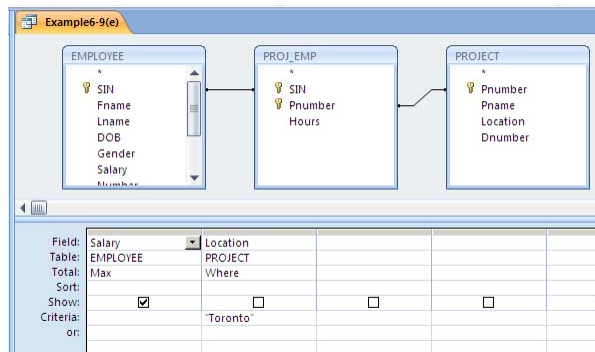 Example6-9(e)
EMPLOYEE
*
SIN
Fname
Lname
DOB
Gender
Salary
PROJ_EMP
*
SIN
Pnumber
Hours
PROJECT
*
Pnumber
Pname
Location
Dnumber
Field: Salary Location
Table: EMPLOYEE PROJECT
Total: Max Where
Sort:
Show:
Criteria: "Toronto"
or: